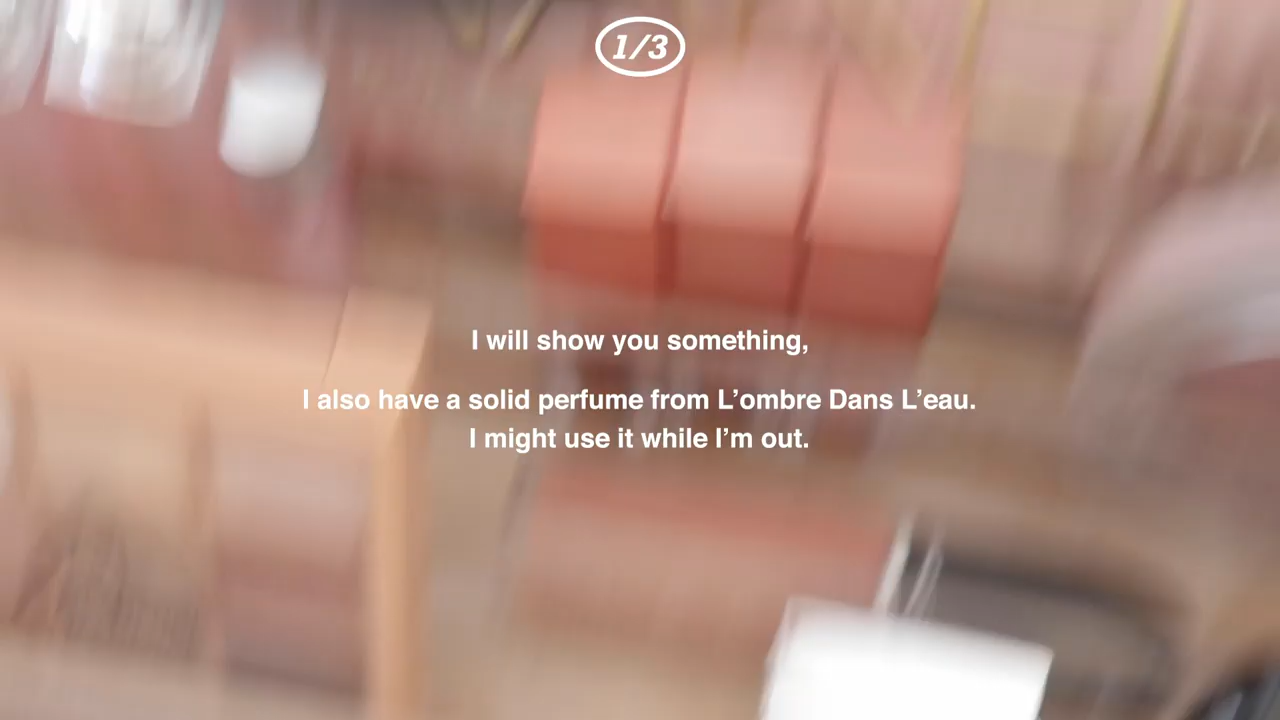 1/3
I will show you something,
I also have a solid perfume from L’ombre Dans L’eau.
I might use it while I’m out.